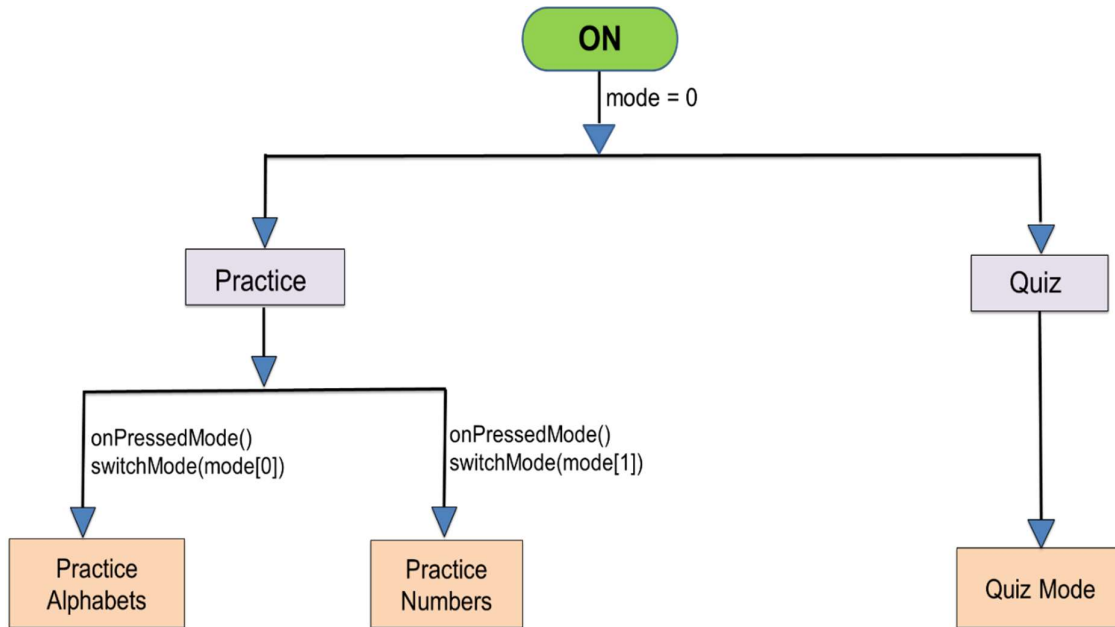 ON
mode = 0
Practice
Quiz
onPressedMode()
switchMode(mode[0])
onPressedMode()
switchMode(mode[1])
Practice
Alphabets
Practice
Numbers
Quiz Mode